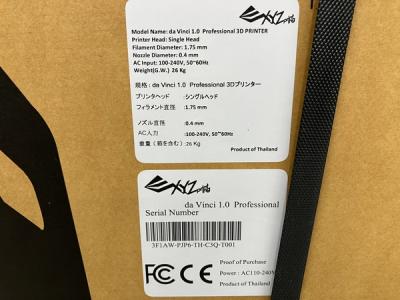 XYZ
Model Name: da Vinci 1.0 Professional 3D PRINTER
Printer Head: Single Head
Filament Diameter: 1.75 mm
Nozzle Diameter: 0.4 mm
AC Input: 100-240V, 50~60Hz
Weight(G.W.) 26 Kg
規格 : da Vinci 1.0 Professional 3Dプリンター
プリンタヘッド :シングルヘッド
フィラメント直徑 :1.75 mm
ノズル直徑 :0.4 mm
AC入力 :100-240V, 50~60Hz
重量 (箱を含む) :26 Kg
Product of Thailand
XYZ
da Vinci 1.0 Professional
Serial Number
3F1AW-PJP6-TH-C3Q-T001
FC CE
Proof of Purchase
Power : AC110-240V
Product of Thailand